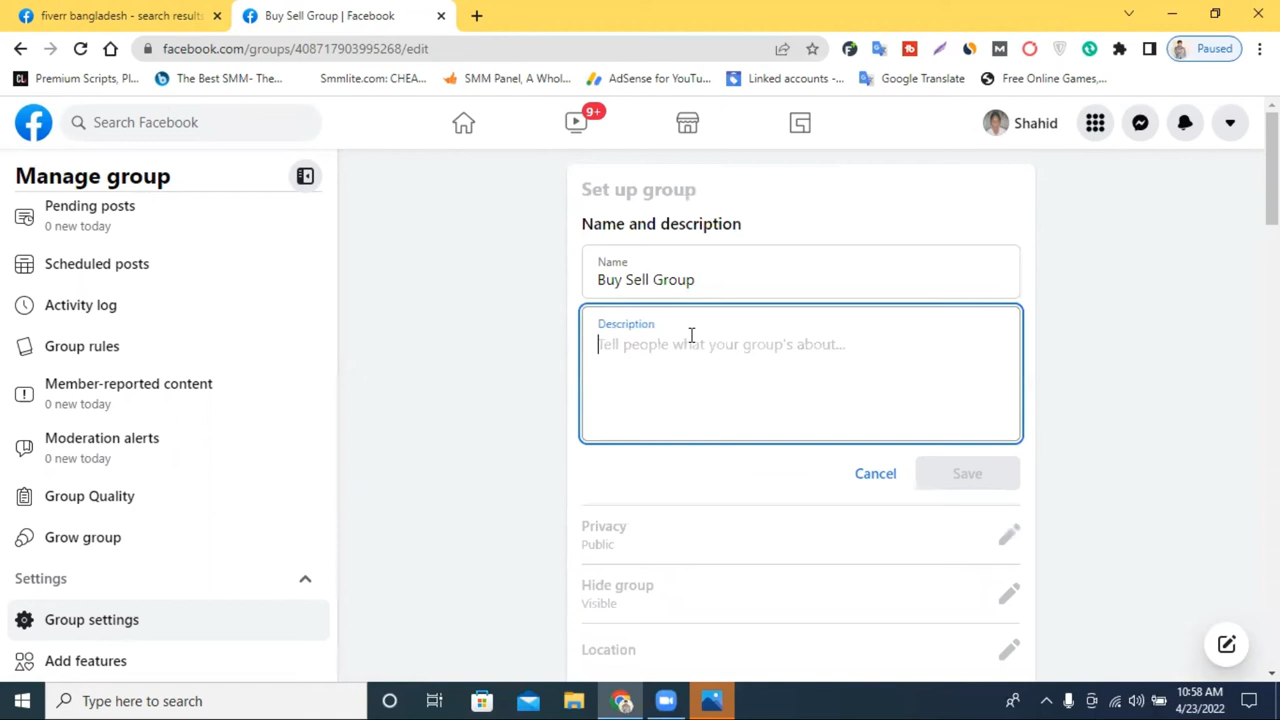 fiverr bangladesh - search results
Buy Sell Group | Facebook
facebook.com/groups/408717903995268/edit
Paused
Premium Scripts, Pl...
The Best SMM- The...
Smmlite.com: CHEA...
SMM Panel, A Whol...
AdSense for YouTu...
Linked accounts -...
Google Translate
Free Online Games,...
Search Facebook
9+
Shahid
Manage group
Pending posts
0 new today
Scheduled posts
Activity log
Group rules
Member-reported content
0 new today
Moderation alerts
0 new today
Group Quality
Grow group
Settings
Group settings
Add features
Set up group
Name and description
Name
Buy Sell Group
Description
Tell people what your group's about...
Cancel
Save
Privacy
Public
Hide group
Visible
Location
Type here to search
10:58 AM
4/23/2022